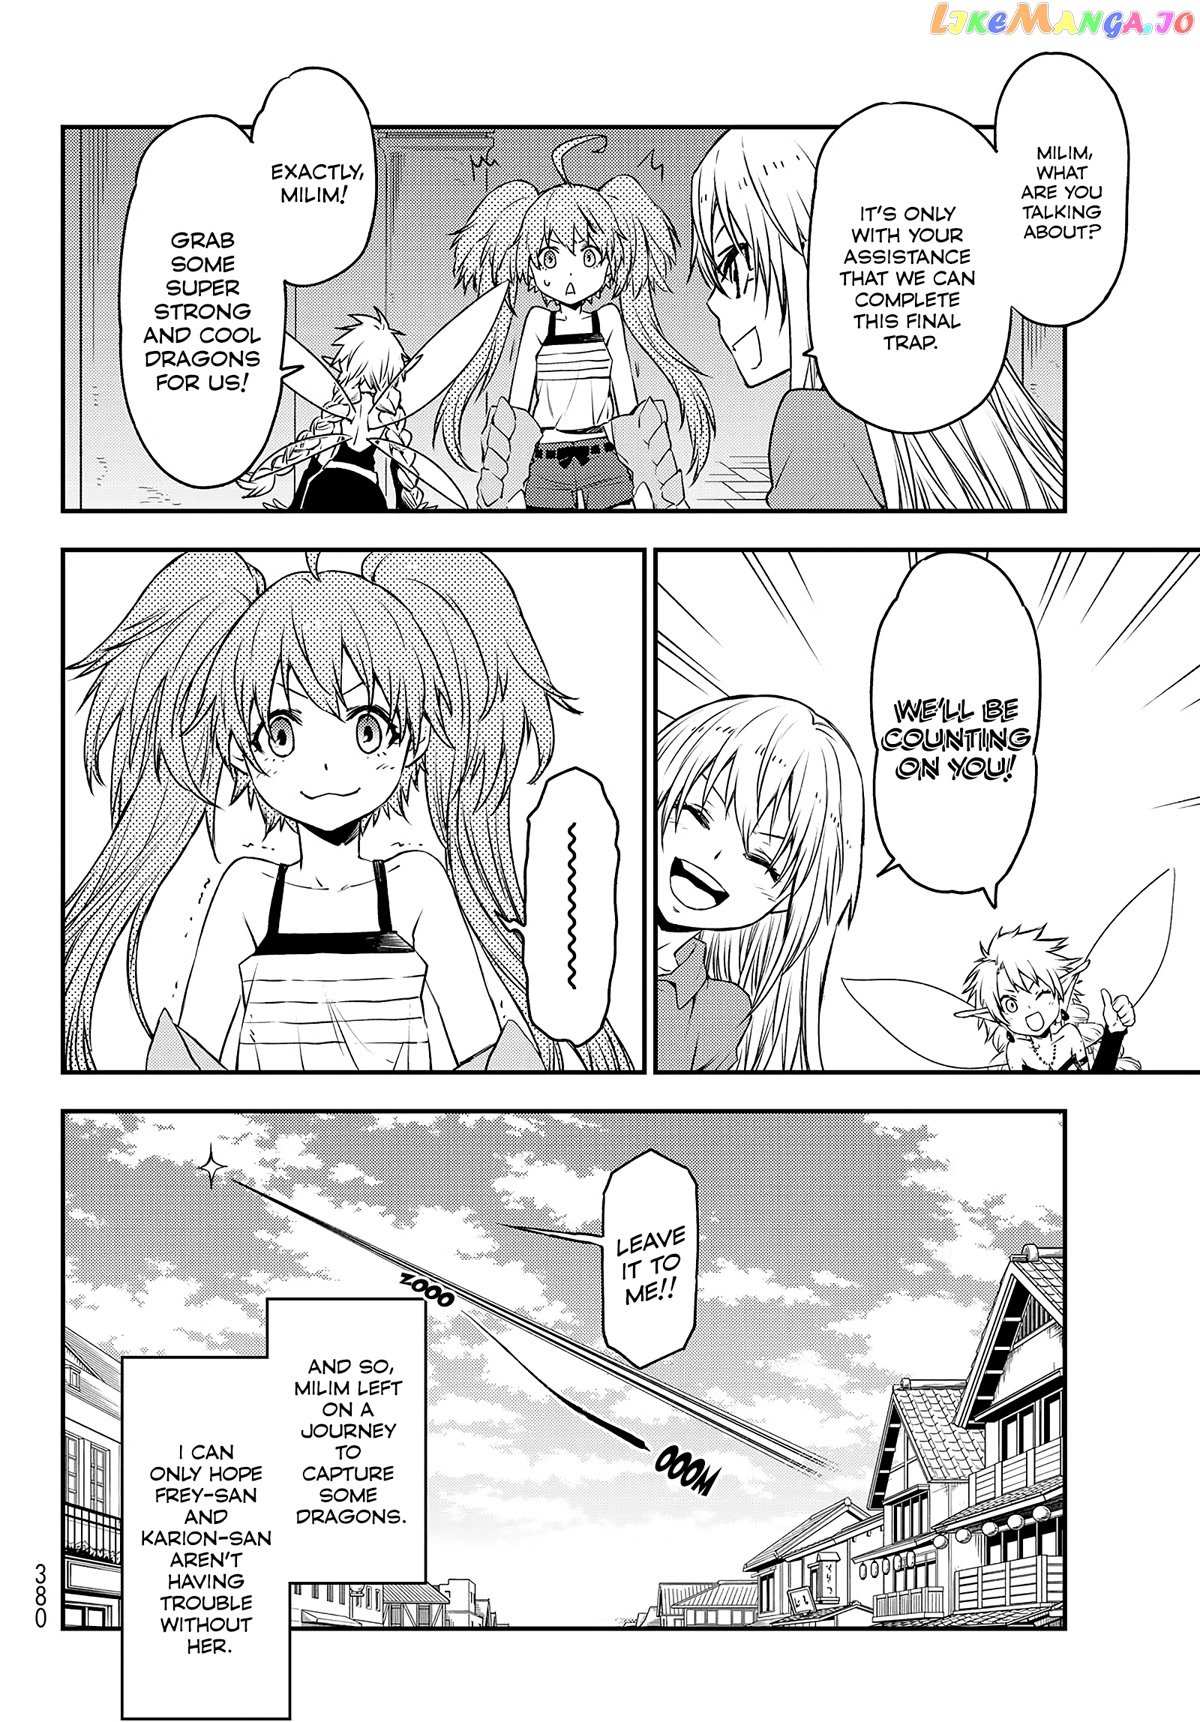 LIKEMANGA.IO
MILIM,
WHAT
ARE YOU
TALKING
ABOUT?
IT'S ONLY
WITH YOUR
ASSISTANCE
THAT WE CAN
COMPLETE
THIS FINAL
TRAP.
EXACTLY,
MILIM!
GRAB
SOME
SUPER
STRONG
AND COOL
DRAGONS
FOR US!
WE'LL BE
COUNTING
ON YOU!
LEAVE
IT TO
ME!!
ZOOO
OOOM
AND SO,
MILIM LEFT
ON A
JOURNEY
TO
CAPTURE
SOME
DRAGONS.
I CAN
ONLY HOPE
FREY-SAN
AND
KARION-SAN
AREN'T
HAVING
TROUBLE
WITHOUT
HER.
380